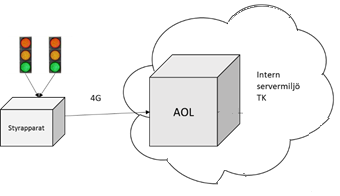 4G
AOL
Intern
servermiljö
TK
Styrapparat